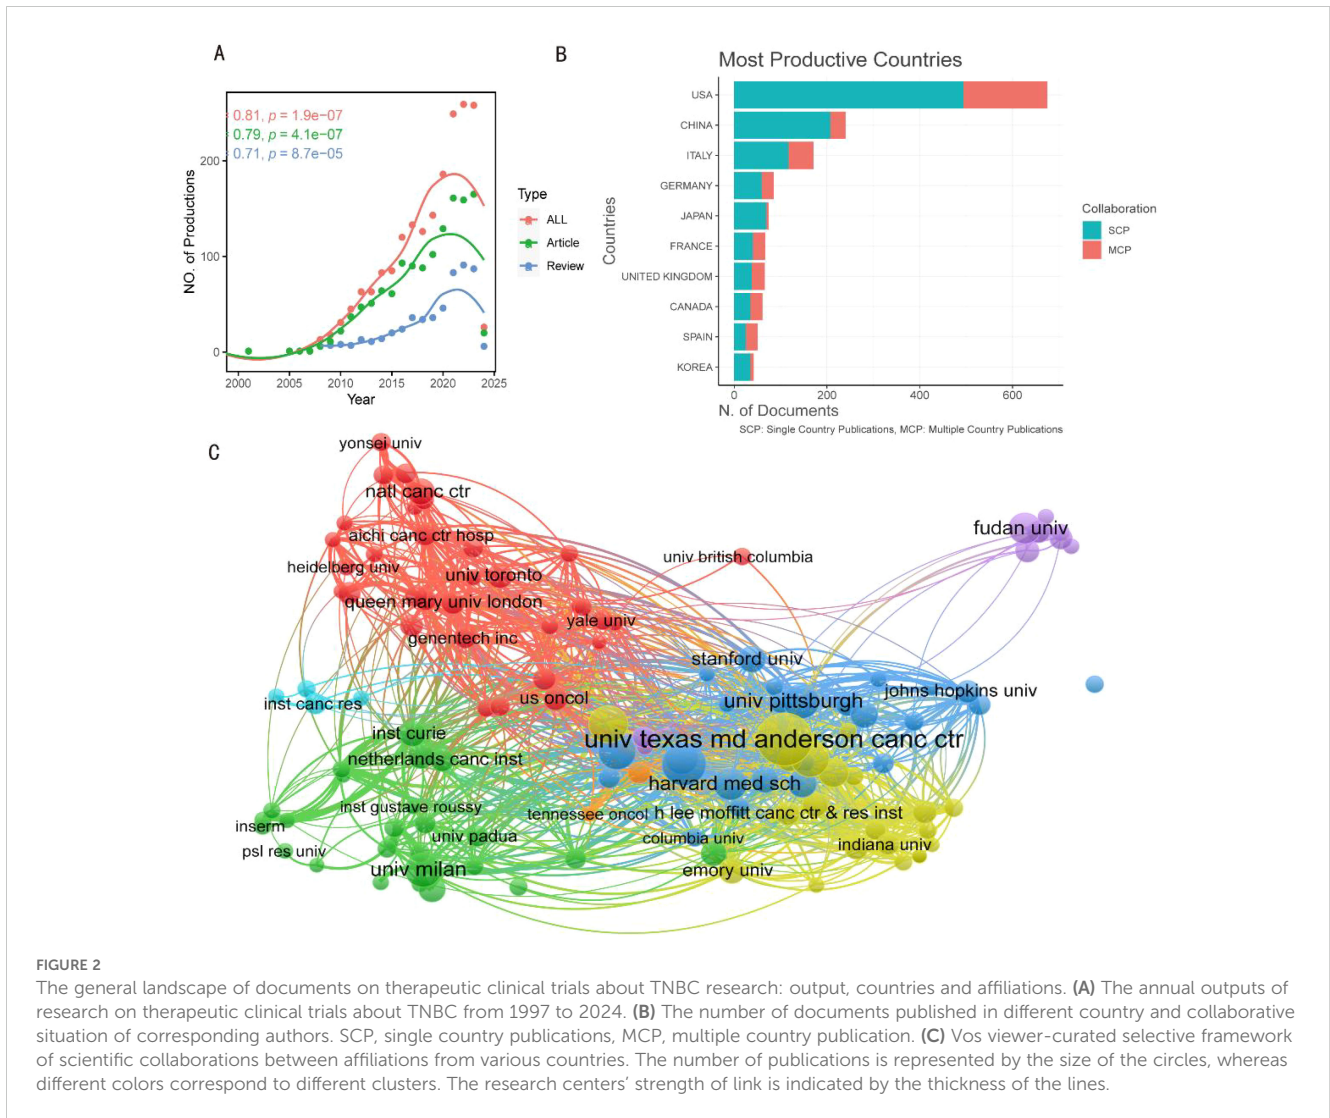 A
0.81, p = 1.9e−07
0.79, p = 4.1e−07
0.71, p = 8.7e−05
200
100
0
NO. of Productions
2000
2005
2010
2015
2020
2025
Year
Type
ALL
Article
Review
B
Most Productive Countries
USA
CHINA
ITALY
GERMANY
JAPAN
FRANCE
UNITED KINGDOM
CANADA
SPAIN
KOREA
Countries
0
200
400
600
N. of Documents
SCP: Single Country Publications, MCP: Multiple Country Publications
Collaboration
SCP
MCP
C
yonsei univ
natl canc ctr
fudan univ
aichi canc ctr hosp
univ british columbia
heidelberg univ
univ toronto
queen mary univ london
yale univ
genentech inc
stanford univ
johns hopkins univ
us oncol
univ pittsburgh
inst canc res
inst curie
univ texas md anderson canc ctr
netherlands canc inst
harvard med sch
inst gustave roussy
tennessee oncol
h lee moffitt canc ctr & res inst
inserm
univ padua
columbia univ
indiana univ
psl res univ
univ milan
emory univ
FIGURE 2
The general landscape of documents on therapeutic clinical trials about TNBC research: output, countries and affiliations. (A) The annual outputs of
research on therapeutic clinical trials about TNBC from 1997 to 2024. (B) The number of documents published in different country and collaborative
situation of corresponding authors. SCP, single country publications, MCP, multiple country publication. (C) Vos viewer-curated selective framework
of scientific collaborations between affiliations from various countries. The number of publications is represented by the size of the circles, whereas
different colors correspond to different clusters. The research centers’ strength of link is indicated by the thickness of the lines.